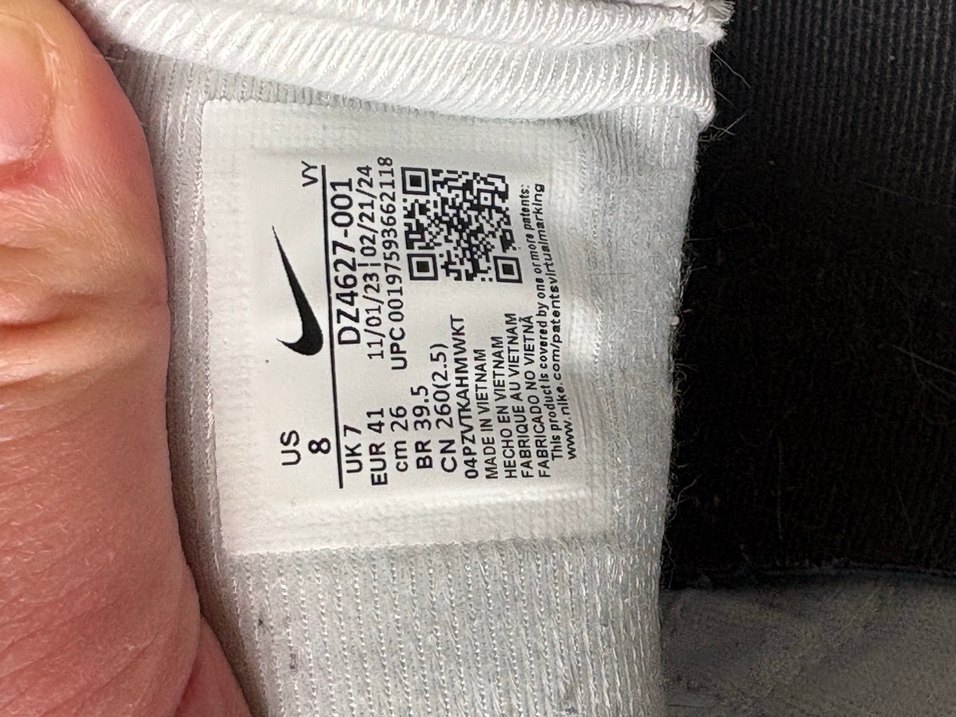 US
8
VY
UK 7
DZ4627-001
EUR 41
11/01/23|02/21/24
cm 26
UPC 00197593662118
BR 39.5
CN 260(2.5)
04PZVTKAHMWKT
MADE IN VIETNAM
HECHO EN VIETNAM
FABRIQUE AU VIETNAM
FABRICADO NO VIETNÃ
This product is covered by one or more patents:
www.nike.com/patentsvirtualmarking